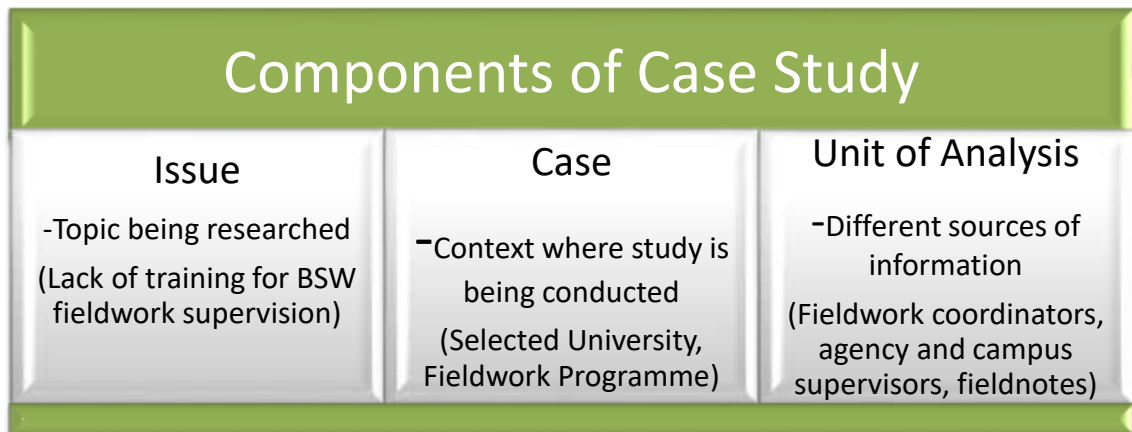 Components of Case Study
Issue
-Topic being researched
(Lack of training for BSW
fieldwork supervision)
Case
-Context where study is
being conducted
(Selected University,
Fieldwork Programme)
Unit of Analysis
-Different sources of
information
(Fieldwork coordinators,
agency and campus
supervisors, fieldnotes)